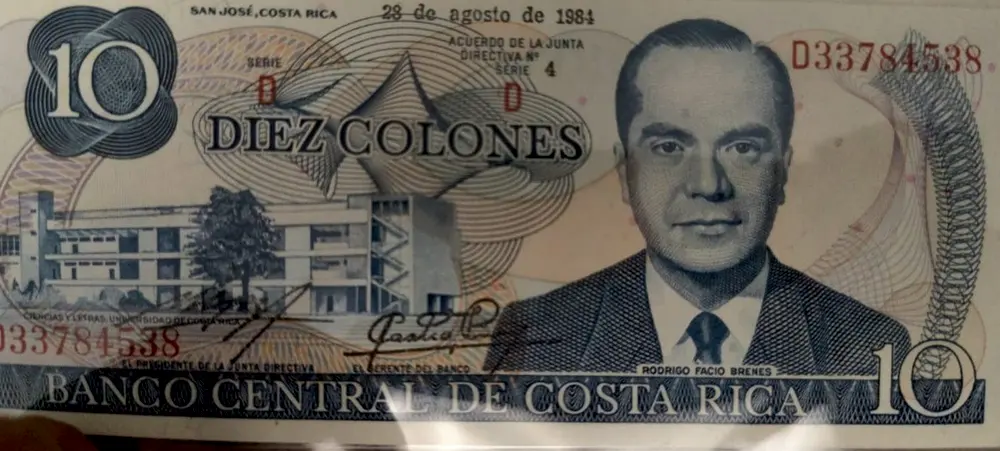 SAN JOSÉ, COSTA RICA 28 de agosto de 1984
10
SERIE
D
ACUERDO DE LA JUNTA
DIRECTIVA Nº
SERIE 4
D
D33784538
DIEZ COLONES
CIENCIAS Y LETRAS, UNIVERSIDAD DE COSTA RICA
D33784538
EL PRESIDENTE DE LA JUNTA DIRECTIVA EL GERENTE DEL BANCO
RODRIGO FACIO BRENES
BANCO CENTRAL DE COSTA RICA
10